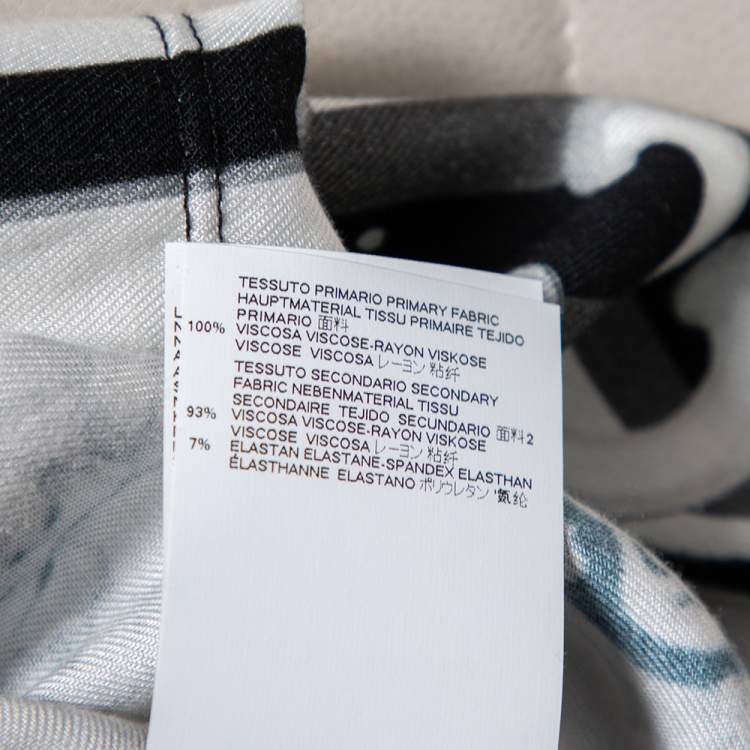 TESSUTO PRIMARIO PRIMARY FABRIC
HAUPTMATERIAL TISSU PRIMAIRE TEJIDO
PRIMARIO 面料
100% VISCOSA VISCOSE-RAYON VISKOSE
VISCOSE VISCOSA レーヨン 粘纤
TESSUTO SECONDARIO SECONDARY
FABRIC NEBENMATERIAL TISSU
SECONDAIRE TEJIDO SECUNDARIO 面料2
93% VISCOSA VISCOSE-RAYON VISKOSE
VISCOSE VISCOSA レーヨン 粘纤
7% ELASTAN ELASTANE-SPANDEX ELASTHAN
ÉLASTHANNE ELASTANO ポリウレタン 氨纶